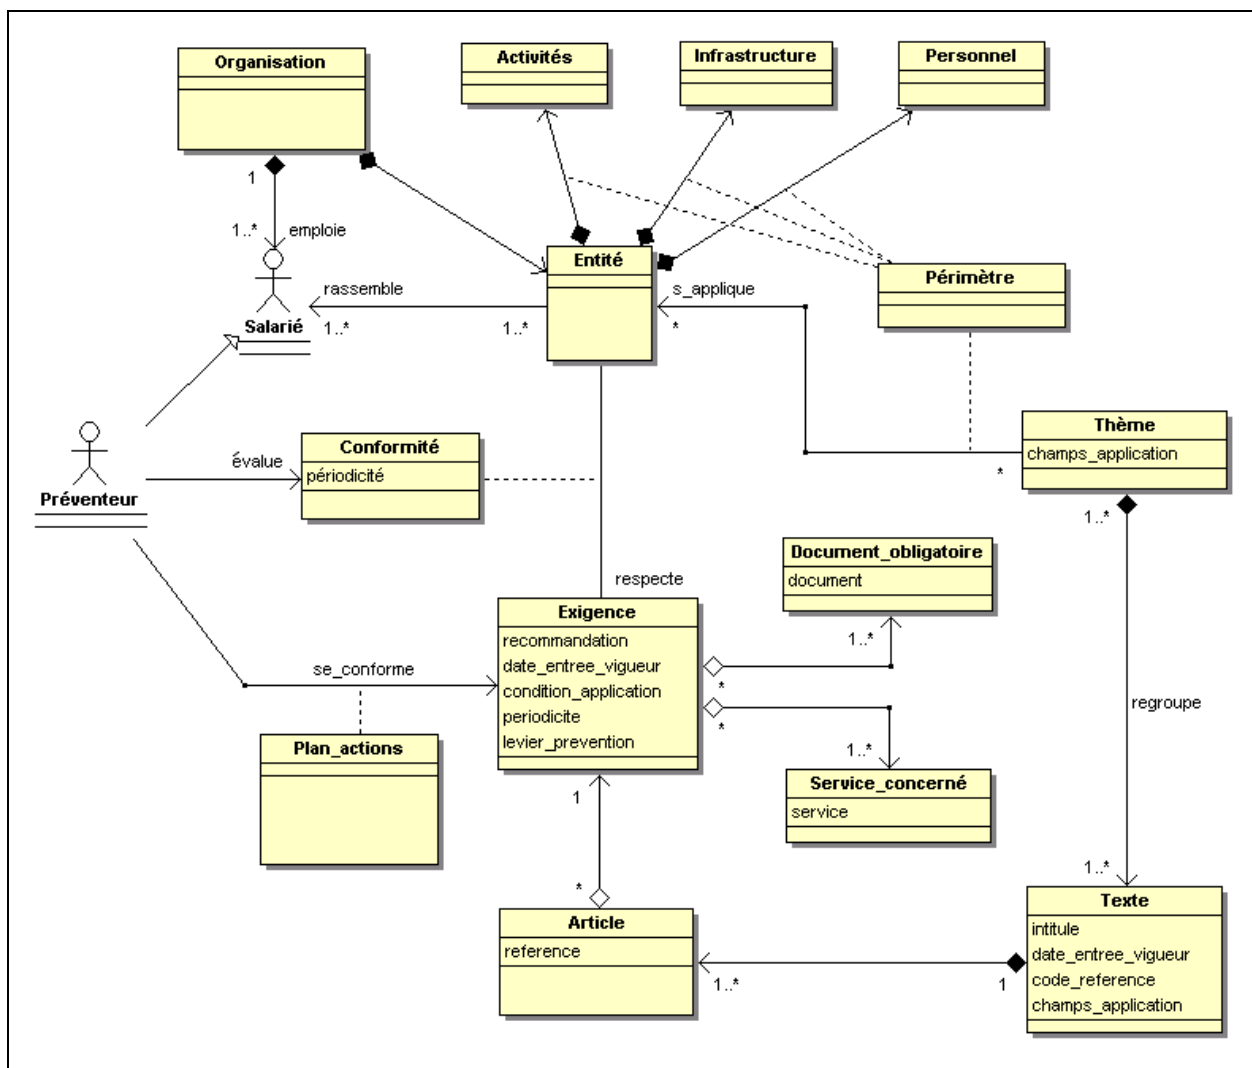 Organisation
Activités
Infrastructure
Personnel
1
1..*
emploie
Salarié
Entité
Périmètre
rassemble
1..*
1..*
s_applique
*
Thème
champs_application
*
1..*
Préventeur
évalue
Conformité
périodicité
respecte
Exigence
recommandation
date_entree_vigueur
condition_application
periodicite
levier_prevention
Document_obligatoire
document
1..*
*
*
1..*
Service_concerné
service
regroupe
se_conforme
Plan_actions
1
*
Article
reference
1..*
1
1..*
Texte
intitule
date_entree_vigueur
code_reference
champs_application